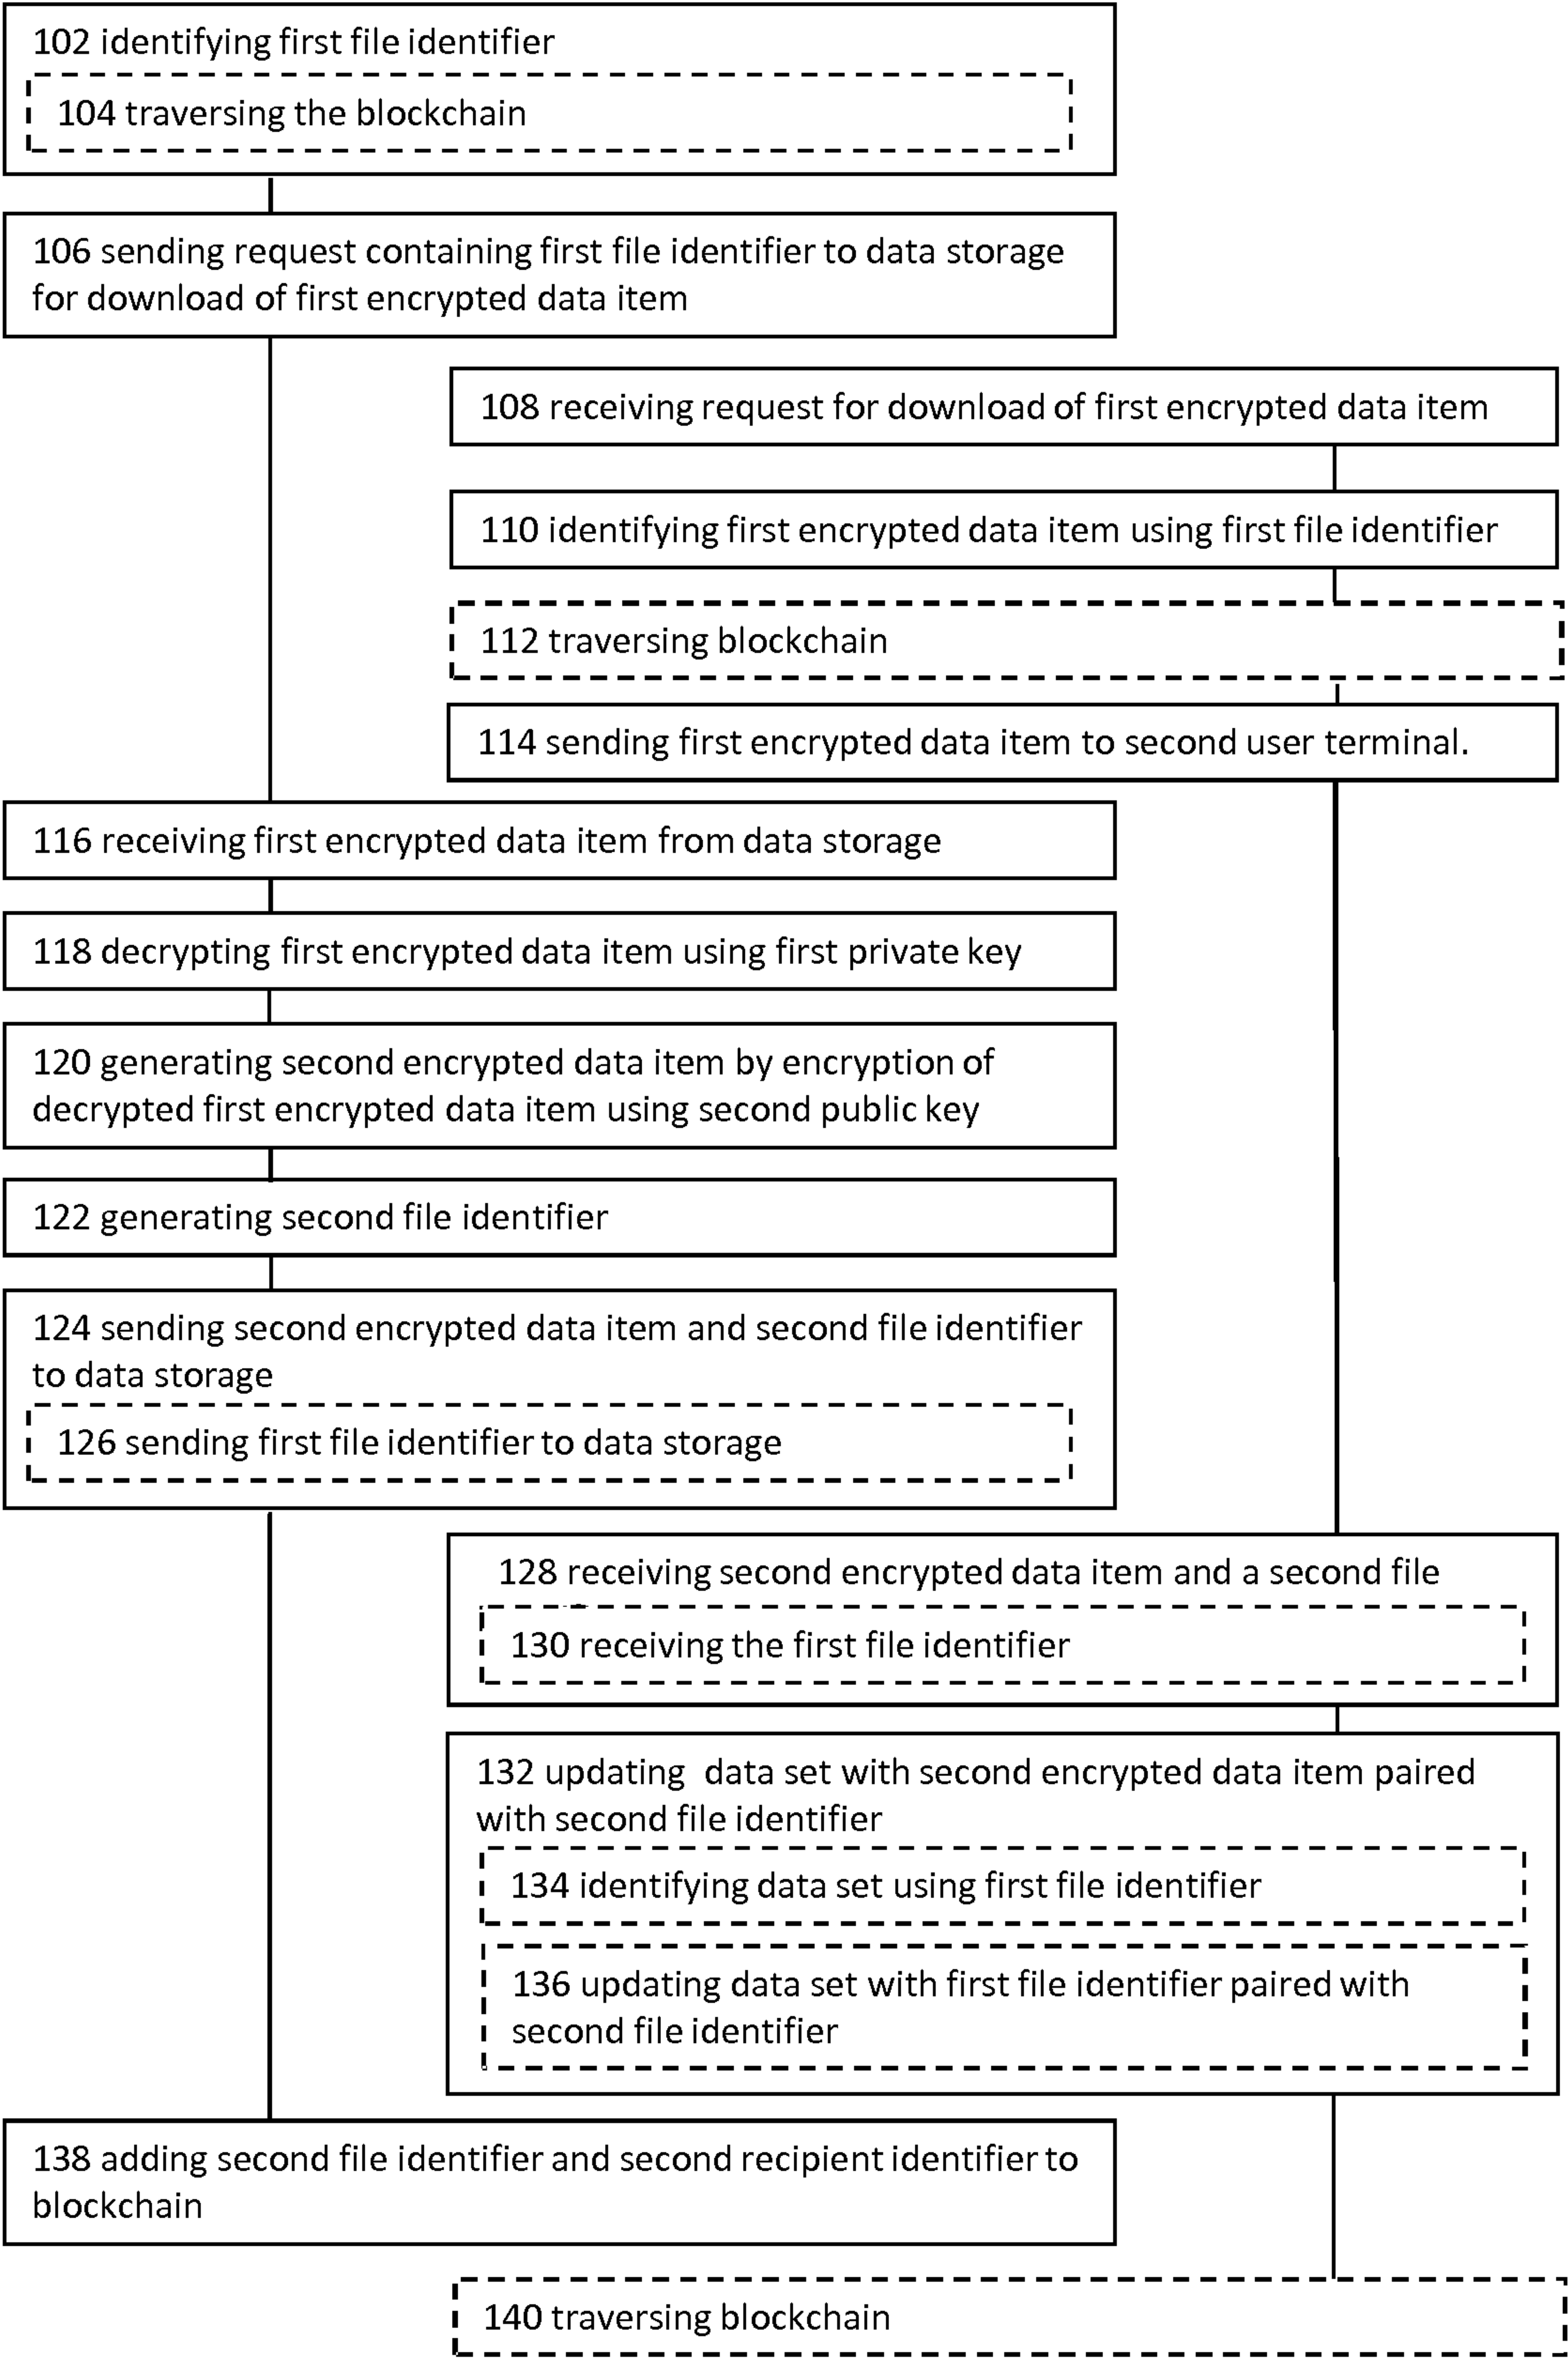 102 identifying first file identifier
104 traversing the blockchain
106 sending request containing first file identifier to data storage
for download of first encrypted data item
108 receiving request for download of first encrypted data item
110 identifying first encrypted data item using first file identifier
112 traversing blockchain
114 sending first encrypted data item to second user terminal.
116 receiving first encrypted data item from data storage
118 decrypting first encrypted data item using first private key
120 generating second encrypted data item by encryption of
decrypted first encrypted data item using second public key
122 generating second file identifier
124 sending second encrypted data item and second file identifier
to data storage
126 sending first file identifier to data storage
128 receiving second encrypted data item and a second file
130 receiving the first file identifier
132 updating  data set with second encrypted data item paired
with second file identifier
134 identifying data set using first file identifier
136 updating data set with first file identifier paired with
second file identifier
138 adding second file identifier and second recipient identifier to
blockchain
140 traversing blockchain